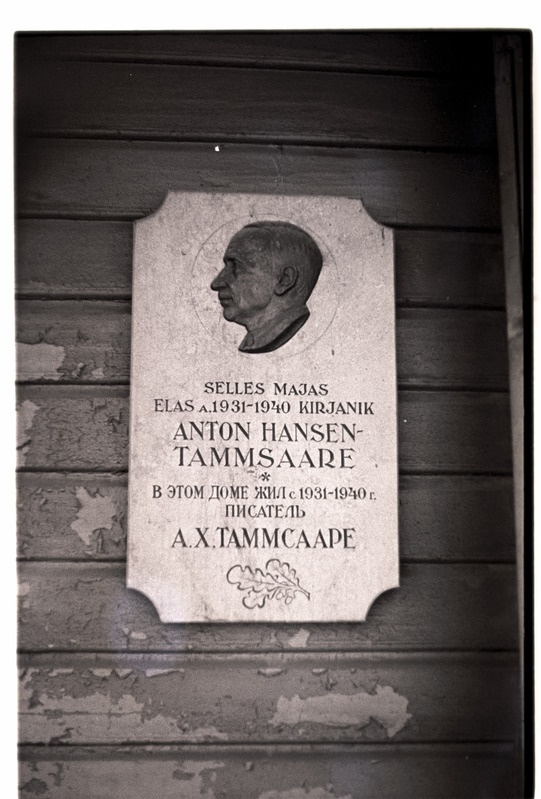 SELLES MAJAS
ELAS A.1931-1940 KIRJANIK
ANTON HANSEN-
TAMMSAARE
*
В ЭТОМ ДОМЕ ЖИЛ с 1931-1940 г.
ПИСАТЕЛЬ
А.Х.ТАММСААРЕ